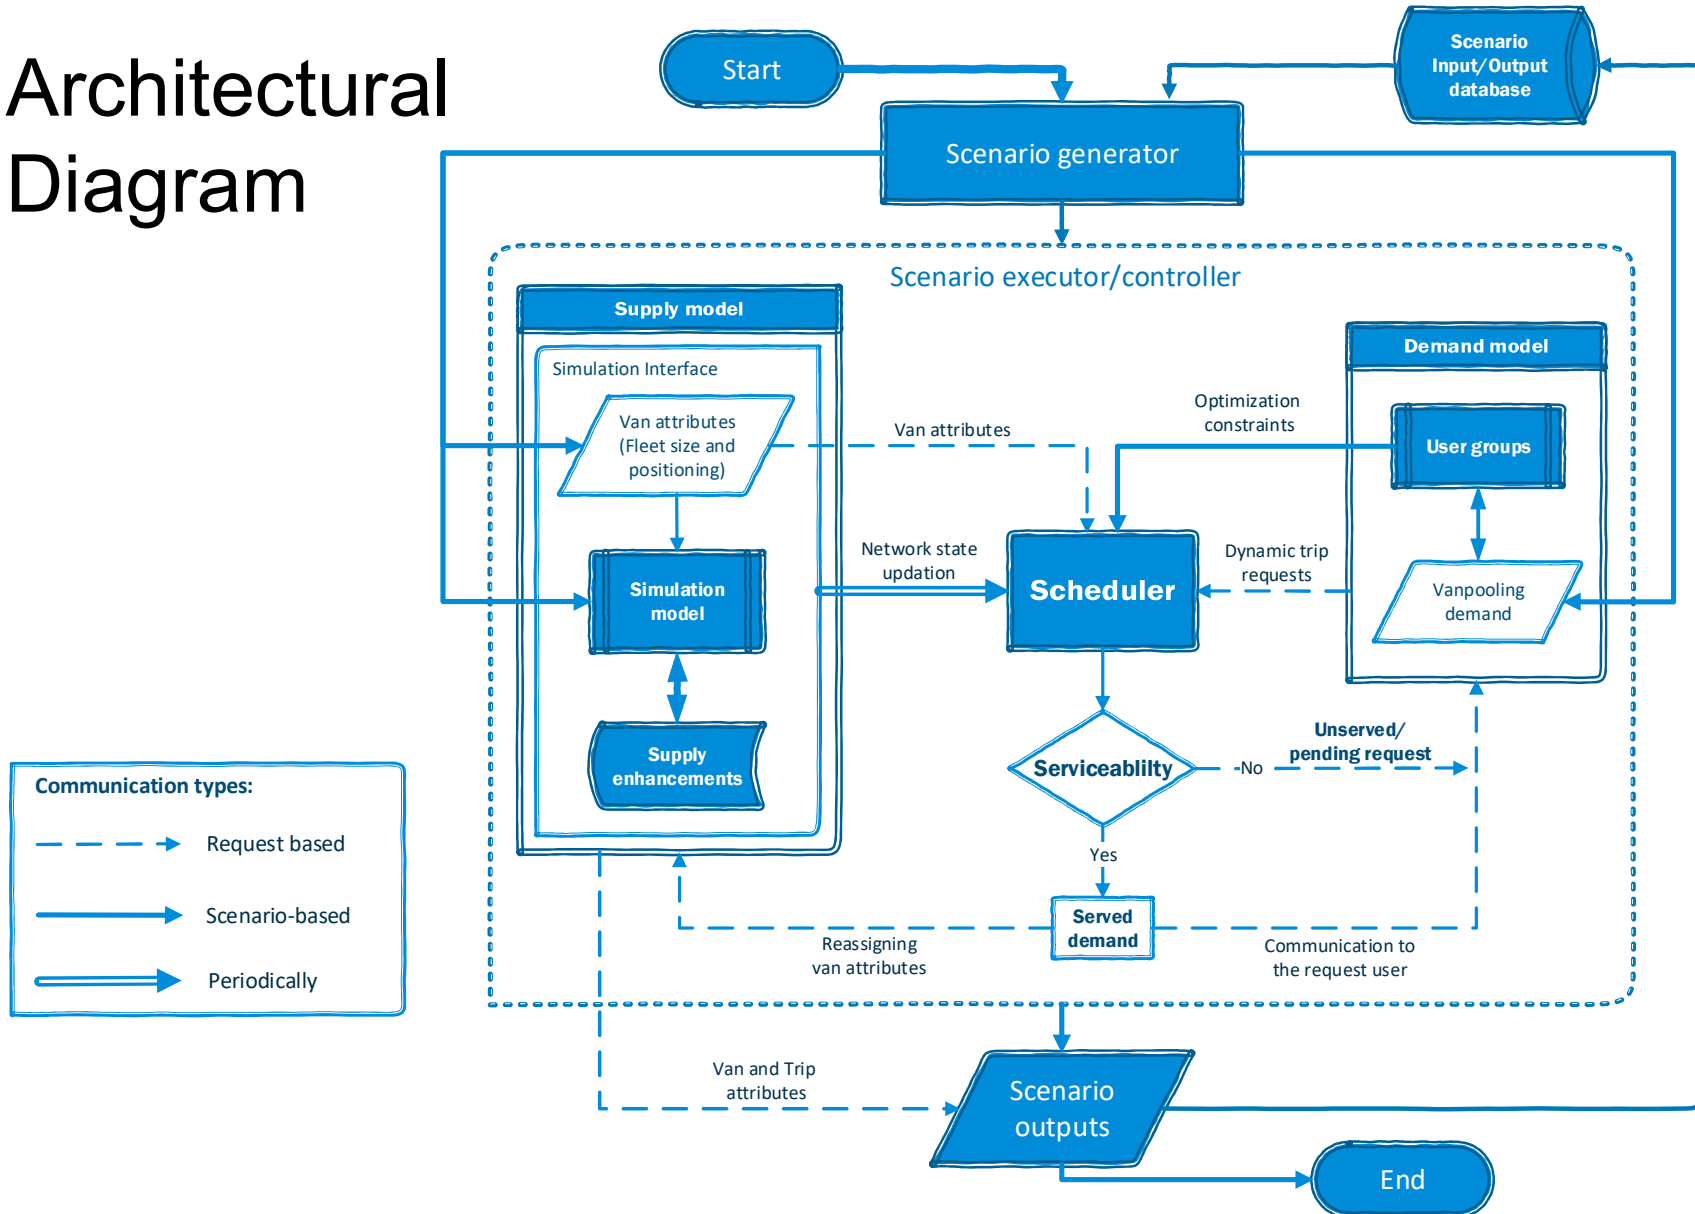 Architectural
Diagram
Start
Scenario
Input/Output
database
Scenario generator
Scenario executor/controller
Supply model
Simulation Interface
Van attributes
(Fleet size and
positioning)
Simulation
model
Supply
enhancements
Van attributes
Network state
updation
Optimization
constraints
Scheduler
Dynamic trip
requests
Demand model
User groups
Vanpooling
demand
Serviceablilty
No
Unserved/
pending request
Yes
Served
demand
Reassigning
van attributes
Communication to
the request user
Communication types:
Request based
Scenario-based
Periodically
Van and Trip
attributes
Scenario
outputs
End